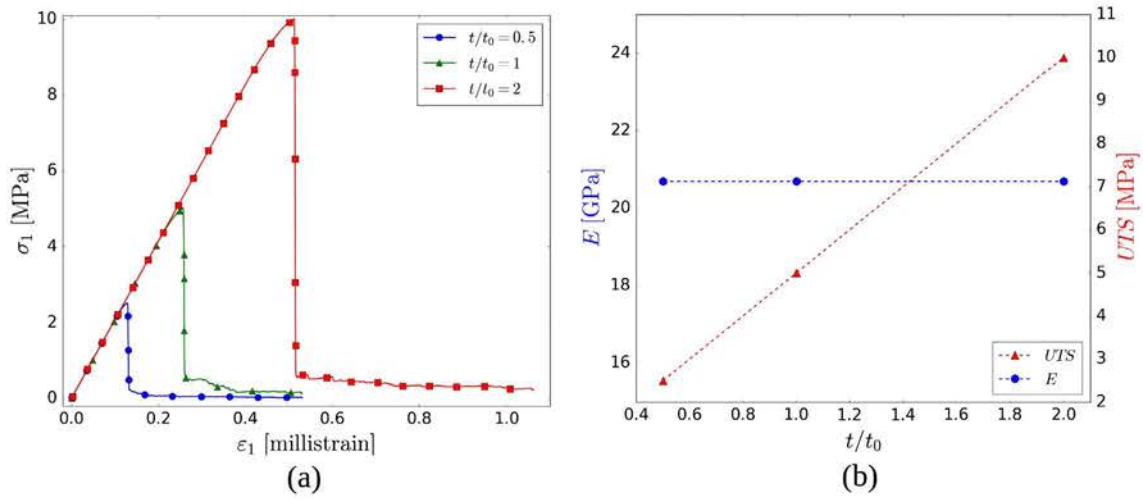 10
8
6
4
2
0
0.0 0.2 0.4 0.6 0.8 1.0
σ₁ [MPa]
ε₁ [millistrain]
t/t₀ = 0.5
t/t₀ = 1
t/t₀ = 2
(a)
24
22
20
18
16
E [GPa]
11
10
9
8
7
6
5
4
3
2
UTS [MPa]
0.4 0.6 0.8 1.0 1.2 1.4 1.6 1.8 2.0
t/t₀
UTS
E
(b)